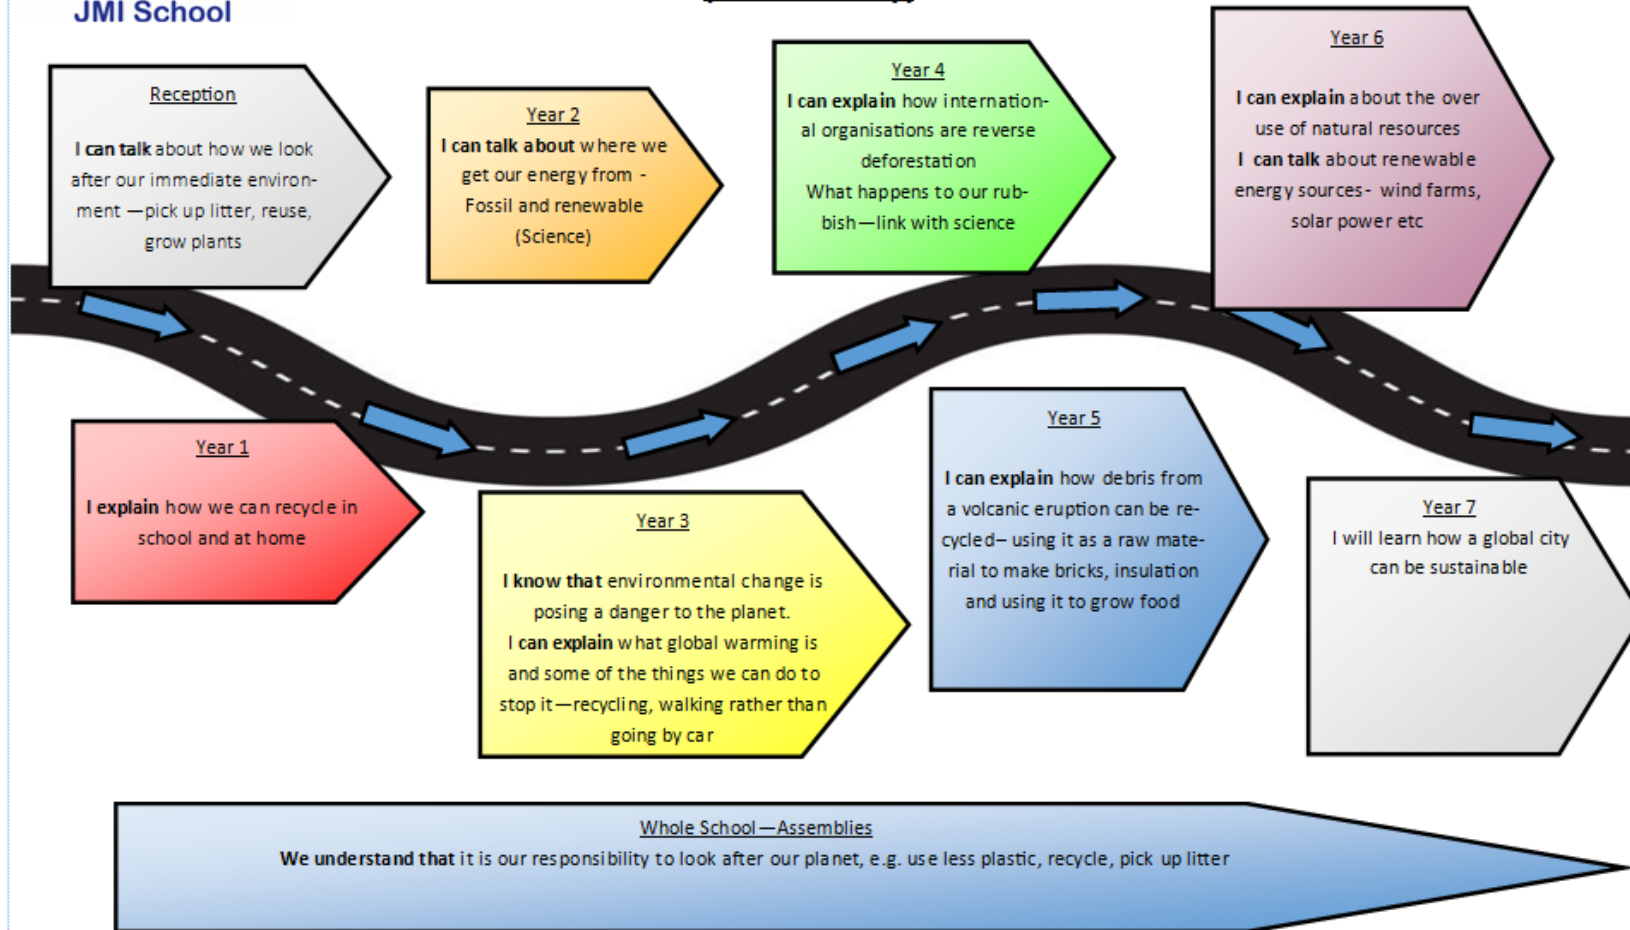 JMI School
Reception
I can talk about how we look
after our immediate environ-
ment —pick up litter, reuse,
grow plants
Year 1
I explain how we can recycle in
school and at home
Year 2
I can talk about where we
get our energy from -
Fossil and renewable
(Science)
Year 3
I know that environmental change is
posing a danger to the planet.
I can explain what global warming is
and some of the things we can do to
stop it—recycling, walking rather than
going by car
Year 4
I can explain how internation-
al organisations are reverse
deforestation
What happens to our rub-
bish—link with science
Year 5
I can explain how debris from
a volcanic eruption can be re-
cycled– using it as a raw mate-
rial to make bricks, insulation
and using it to grow food
Year 6
I can explain about the over
use of natural resources
I can talk about renewable
energy sources- wind farms,
solar power etc
Year 7
I will learn how a global city
can be sustainable
Whole School—Assemblies
We understand that it is our responsibility to look after our planet, e.g. use less plastic, recycle, pick up litter